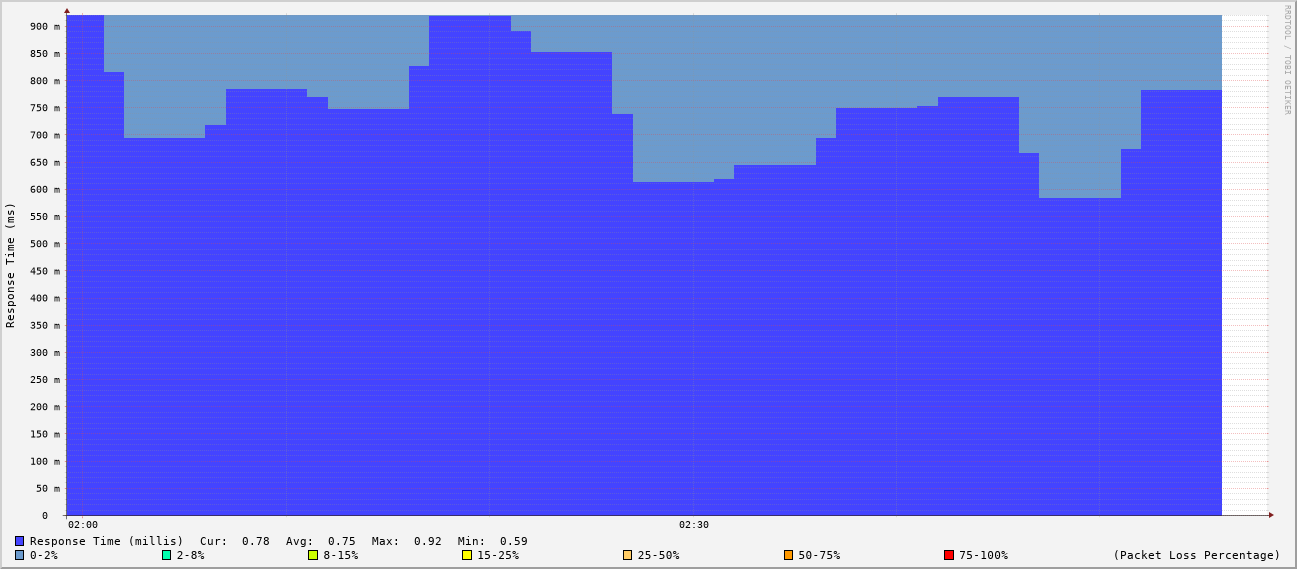 RRDTOOL / TOBI OETIKER
Response Time (ms)
900 m
850 m
800 m
750 m
700 m
650 m
600 m
550 m
500 m
450 m
400 m
350 m
300 m
250 m
200 m
150 m
100 m
50 m
0
02:00 02:30
Response Time (millis) Cur: 0.78 Avg: 0.75 Max: 0.92 Min: 0.59
0-2% 2-8% 8-15% 15-25% 25-50% 50-75% 75-100% (Packet Loss Percentage)